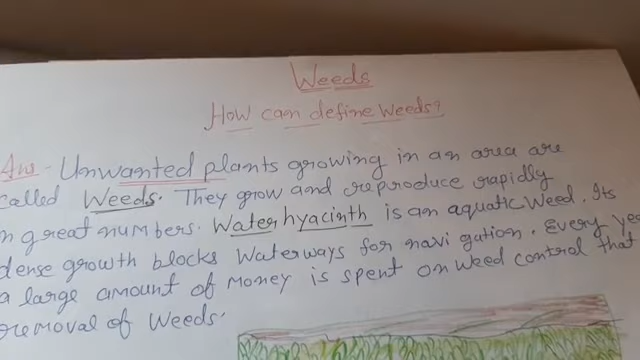 Weeds
How can define weeds?
Ans - Unwanted plants growing in an area are
called Weeds. They grow and reproduce rapidly
in great numbers. Water hyacinth is an aquatic Weed. Its
dense growth blocks Waterways for navi gation. Every
a large amount of Money is spent on weed control that
removal of Weeds.